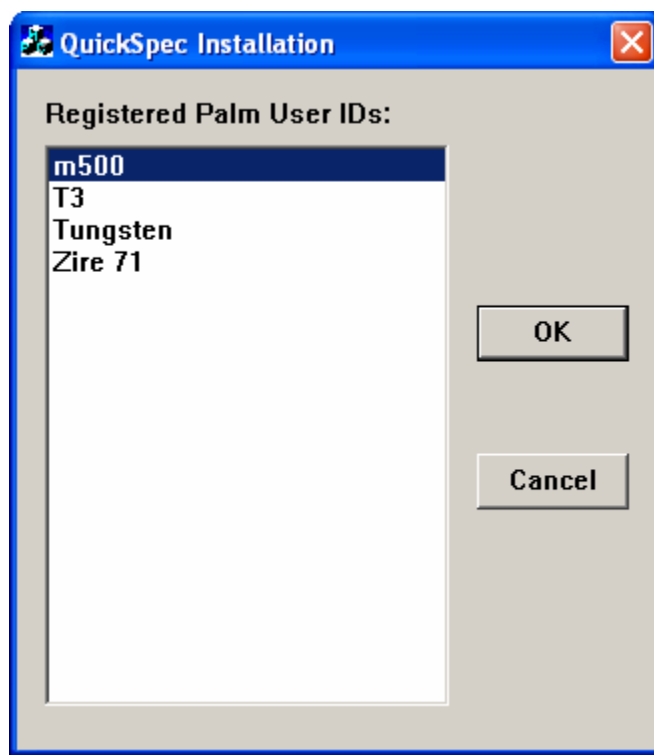 QuickSpec Installation
Registered Palm User IDs:
m500
T3
Tungsten
Zire 71
OK
Cancel